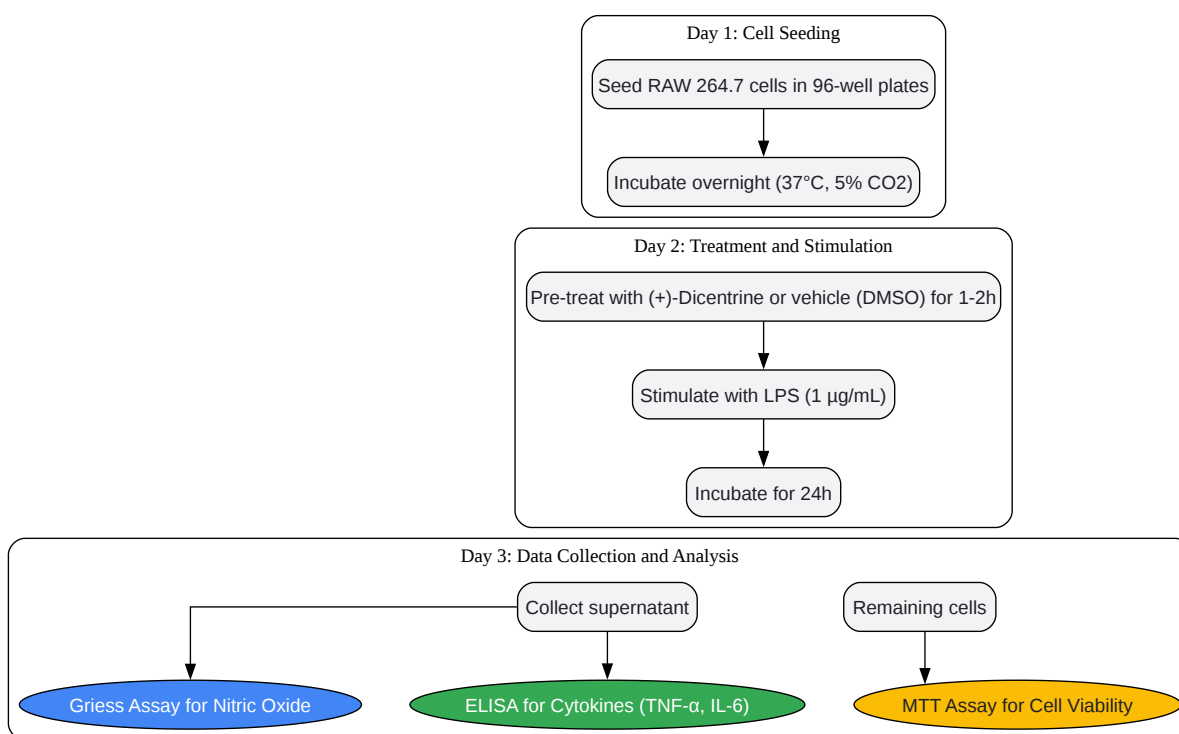 Day 1: Cell Seeding
Seed RAW 264.7 cells in 96-well plates
Incubate overnight (37°C, 5% CO2)
Day 2: Treatment and Stimulation
Pre-treat with (+)-Dicentrine or vehicle (DMSO) for 1-2h
Stimulate with LPS (1 µg/mL)
Incubate for 24h
Day 3: Data Collection and Analysis
Collect supernatant
Remaining cells
Griess Assay for Nitric Oxide
ELISA for Cytokines (TNF-α, IL-6)
MTT Assay for Cell Viability